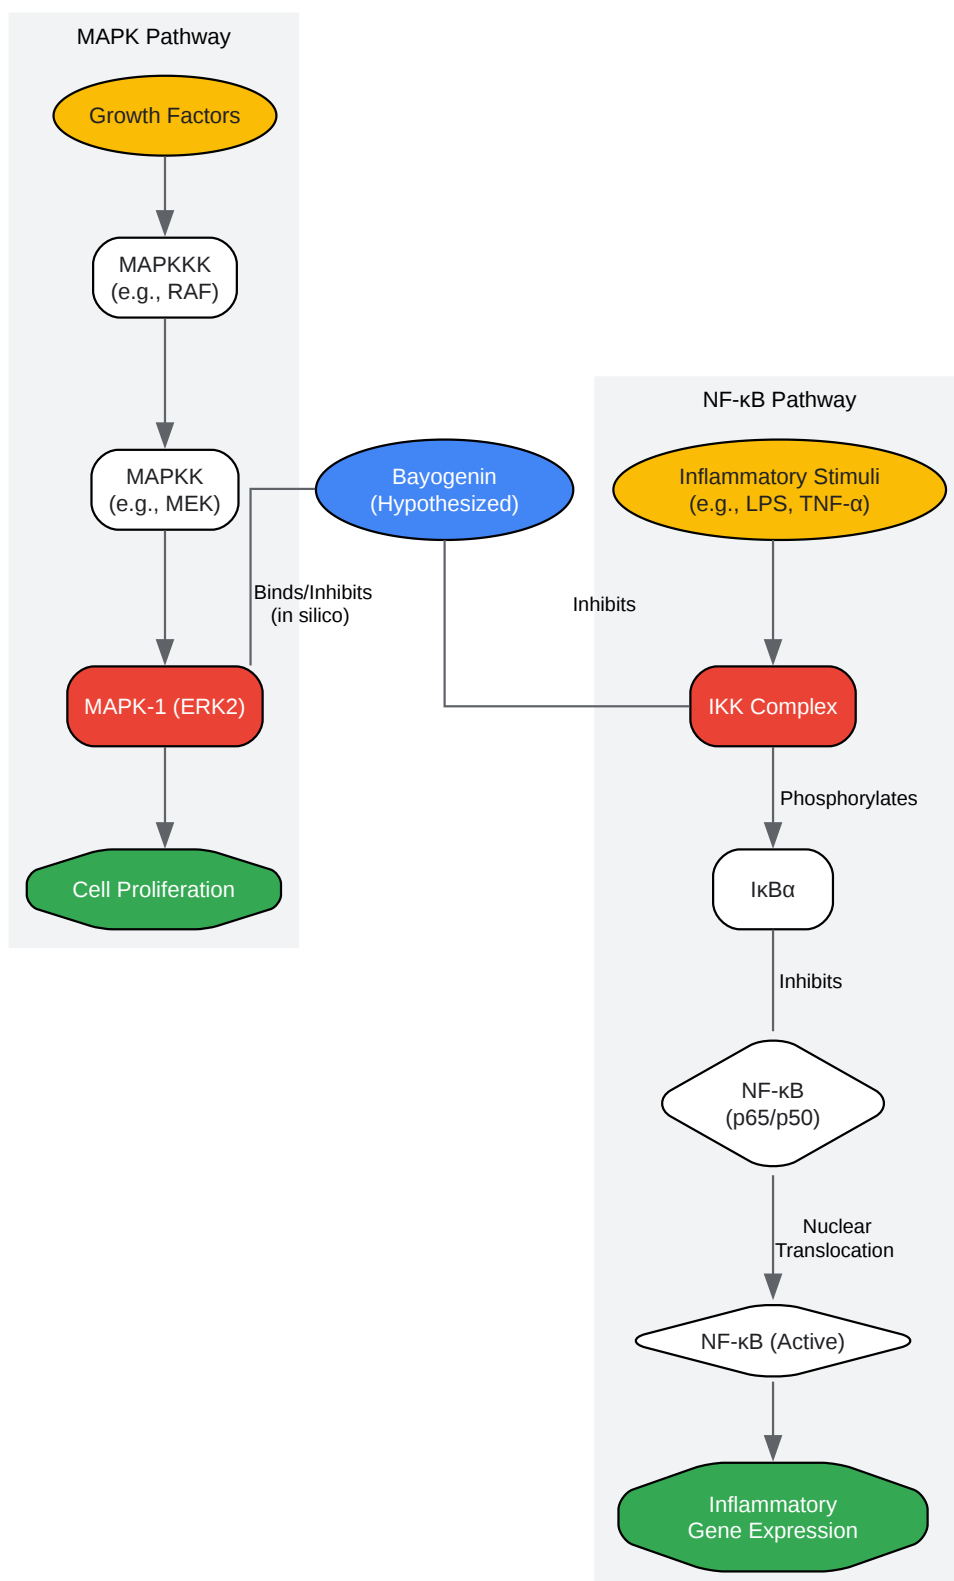 MAPK Pathway
Growth Factors
MAPKKK
(e.g., RAF)
MAPKK
(e.g., MEK)
Bayogenin
(Hypothesized)
Binds/Inhibits
(in silico)
MAPK-1 (ERK2)
Cell Proliferation
NF-κB Pathway
Inflammatory Stimuli
(e.g., LPS, TNF-α)
Inhibits
IKK Complex
Phosphorylates
IκBα
Inhibits
NF-κB
(p65/p50)
Nuclear
Translocation
NF-κB (Active)
Inflammatory
Gene Expression